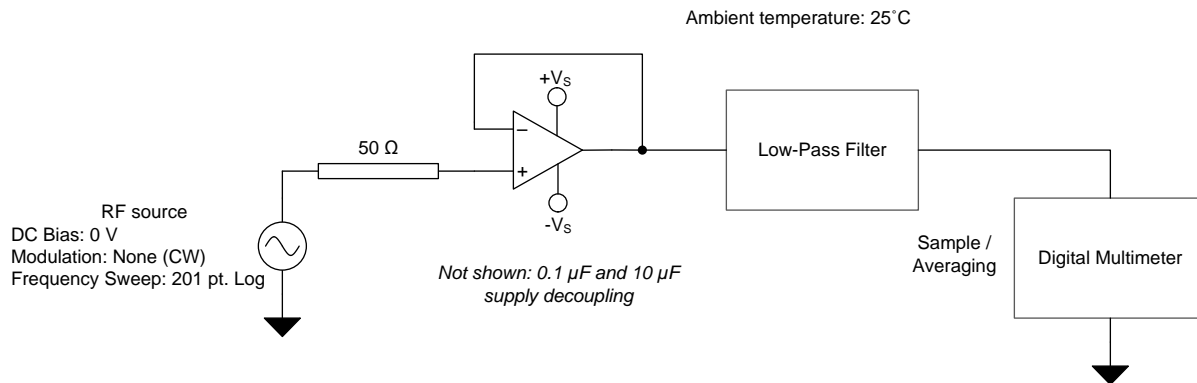 Ambient temperature: 25˚C
+VS
50 Ω
−
+
Low-Pass Filter
RF source
DC Bias: 0 V
Modulation: None (CW)
Frequency Sweep: 201 pt. Log
-VS
Not shown: 0.1 µF and 10 µF
supply decoupling
Sample /
Averaging
Digital Multimeter